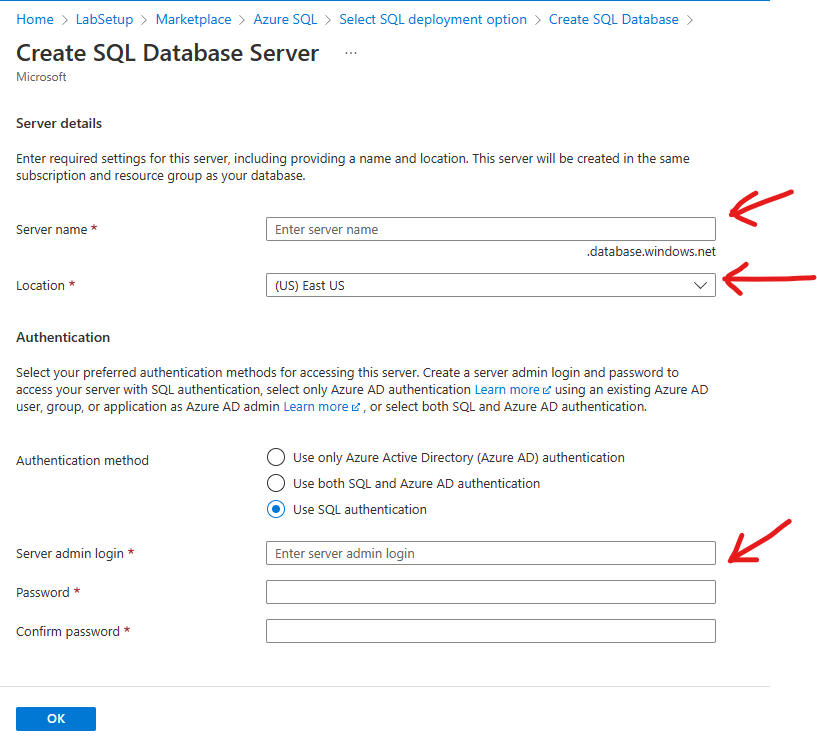 Home > LabSetup > Marketplace > Azure SQL > Select SQL deployment option > Create SQL Database >
Create SQL Database Server ...
Microsoft
Server details
Enter required settings for this server, including providing a name and location. This server will be created in the same
subscription and resource group as your database.
Server name *
Enter server name
.database.windows.net
Location *
(US) East US
Authentication
Select your preferred authentication methods for accessing this server. Create a server admin login and password to
access your server with SQL authentication, select only Azure AD authentication Learn more using an existing Azure AD
user, group, or application as Azure AD admin Learn more , or select both SQL and Azure AD authentication.
Authentication method
Use only Azure Active Directory (Azure AD) authentication
Use both SQL and Azure AD authentication
Use SQL authentication
Server admin login *
Enter server admin login
Password *
Confirm password *
OK